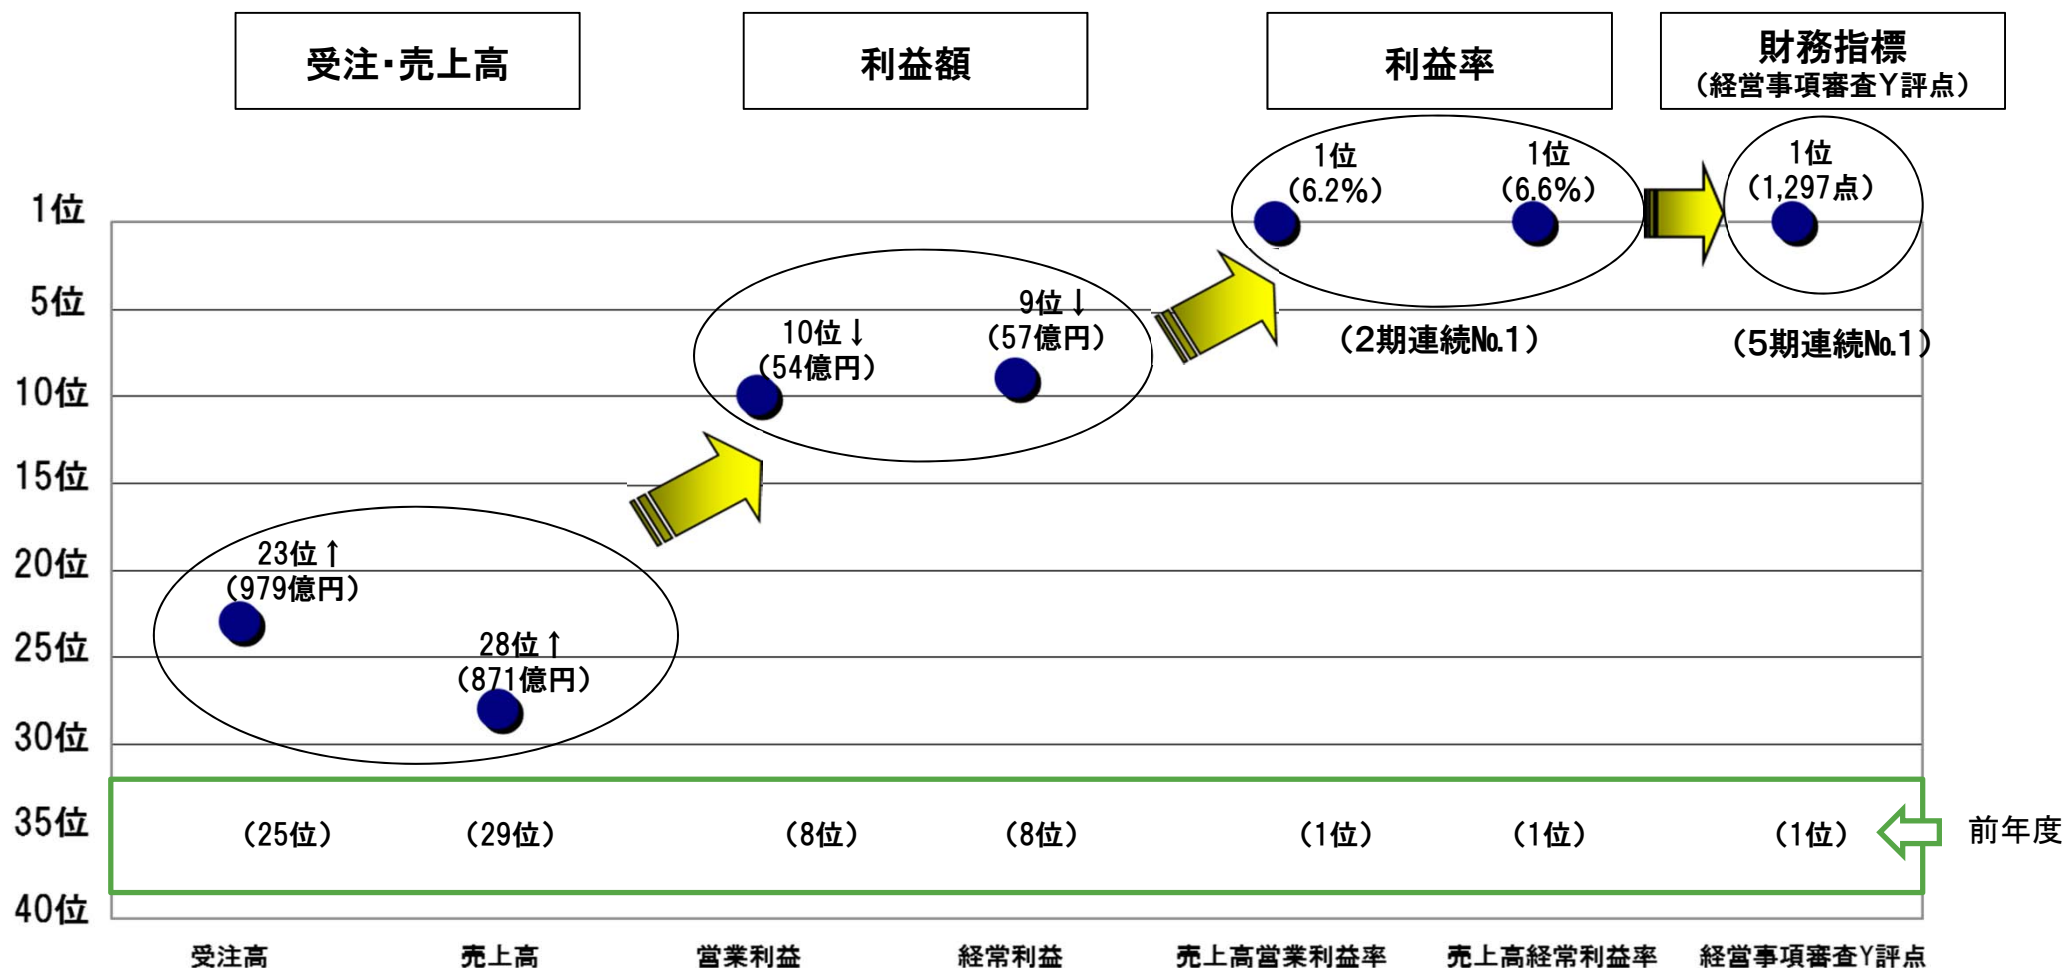 受注・売上高
利益額
利益率
財務指標
（経営事項審査Y評点）
1位
（6.2%）
1位
（6.6%）
1位
（1,297点）
1位
5位
9位↓
（57億円）
10位↓
（54億円）
（2期連続№1）
（5期連続№1）
10位
15位
20位
23位↑
（979億円）
25位
28位↑
（871億円）
30位
35位
（25位）
（29位）
（8位）
（8位）
（1位）
（1位）
（1位）
前年度
40位
受注高
売上高
営業利益
経常利益
売上高営業利益率
売上高経常利益率
経営事項審査Y評点